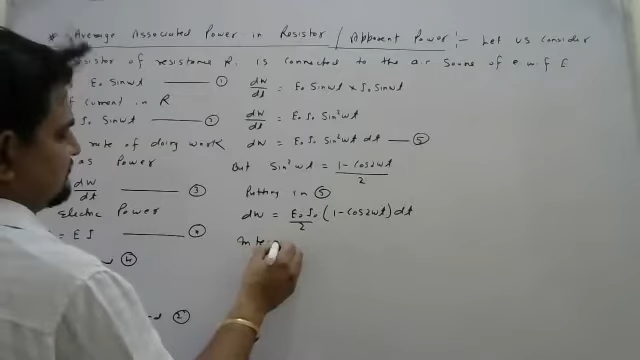 * Average Associated Power in Resistor / Apparent Power :- Let us consider
resistor of resistance R, is connected to the a.c source of e.m.f E
E₀ Sinωt —— ①
of current in R
I₀ Sinωt —— ②
rate of doing work
as Power
dW/dt —— ③
Electric Power
= E I —— ④
④
and ②
dW/dt = E₀ Sinωt × I₀ Sinωt
dW/dt = E₀ I₀ Sin²ωt
dW = E₀ I₀ Sin²ωt dt —— ⑤
But Sin²ωt = 1 - Cos2ωt / 2
Putting in ⑤
dW = E₀ I₀ / 2 ( 1 - Cos2ωt ) dt
Inte